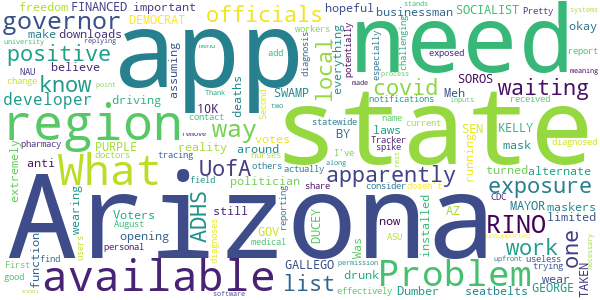 freedom FINANCED important
DEMOCRAT officials
hopeful SOCIALIST Pretty stands
governor
make downloads
businessman systems
university replying
positive
know
believe
assuming
app
need
local
everything
potentially
especially
challenging
workers
add
okay
exposed report
SOROS meaning
NAU
change
point
developer driving
diagnosis
Thank
deaths
10K
covid waiting
Meh
SWAMP
notifications received
Second two made process inputs
name current
region
PURPLE
doctors
extremely
pharmacy
anti
wearing
contact
remove
way
BY
votes
statewide
laws
Tracker
spike
state
SEN
KELLY
mask
running
diagnosed
tracing nurses
reality around
others
actually
I've
along
rest
What
UofA
politician
apparently
exposure
turned alternate
CDC
Arizona
share
consider
doesn't
field
still
ADHS
reporting
Voters
August
users
opening
personal
GOV
medical
DUCEY
Was
now
AZ
ASU
installed
RINO
MAYOR
maskers
limited
work
one
wear
First
good
find
function
available
list
GALLEGO
drunk
permission
effectively
software
Problem
Dumber
upfront useless
trying
seatbelts
GEORGE
TAKEN
necessary